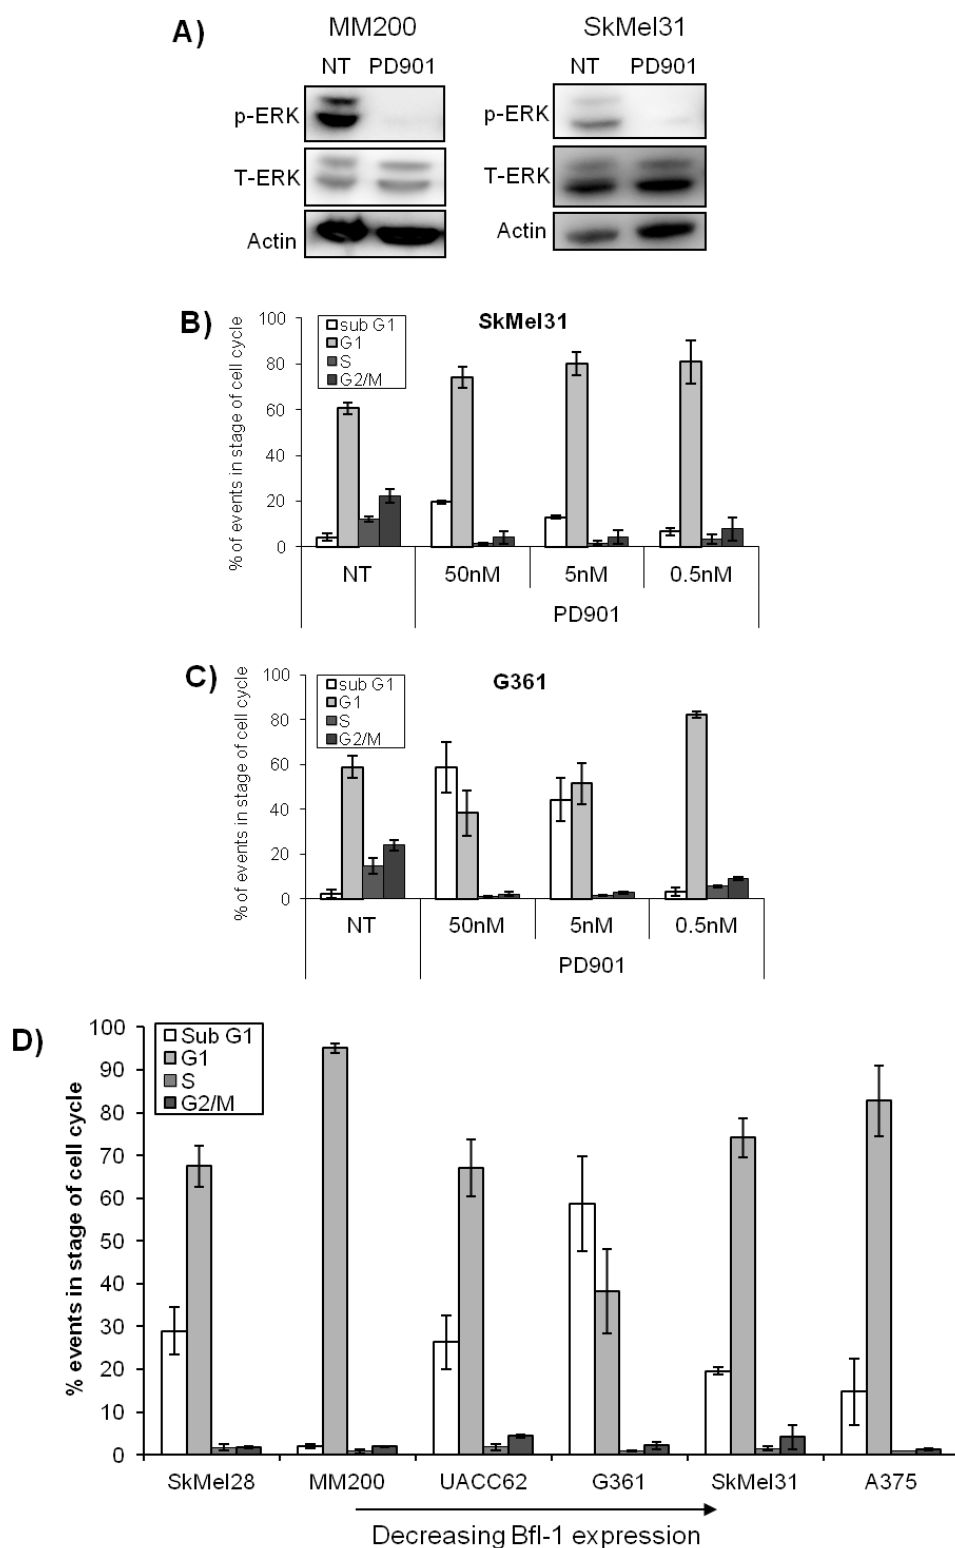 A)
MM200 SkMel31
NT PD901 NT PD901
p-ERK p-ERK
T-ERK T-ERK
Actin Actin
B)
SkMel31
% of events in stage of cell cycle
100
80
60
40
20
0
sub G1
G1
S
G2/M
NT 50nM 5nM 0.5nM
PD901
C)
G361
% of events in stage of cell cycle
100
80
60
40
20
0
sub G1
G1
S
G2/M
NT 50nM 5nM 0.5nM
PD901
D)
% events in stage of cell cycle
100
90
80
70
60
50
40
30
20
10
0
Sub G1
G1
S
G2/M
SkMel28 MM200 UACC62 G361 SkMel31 A375
Decreasing Bfl-1 expression